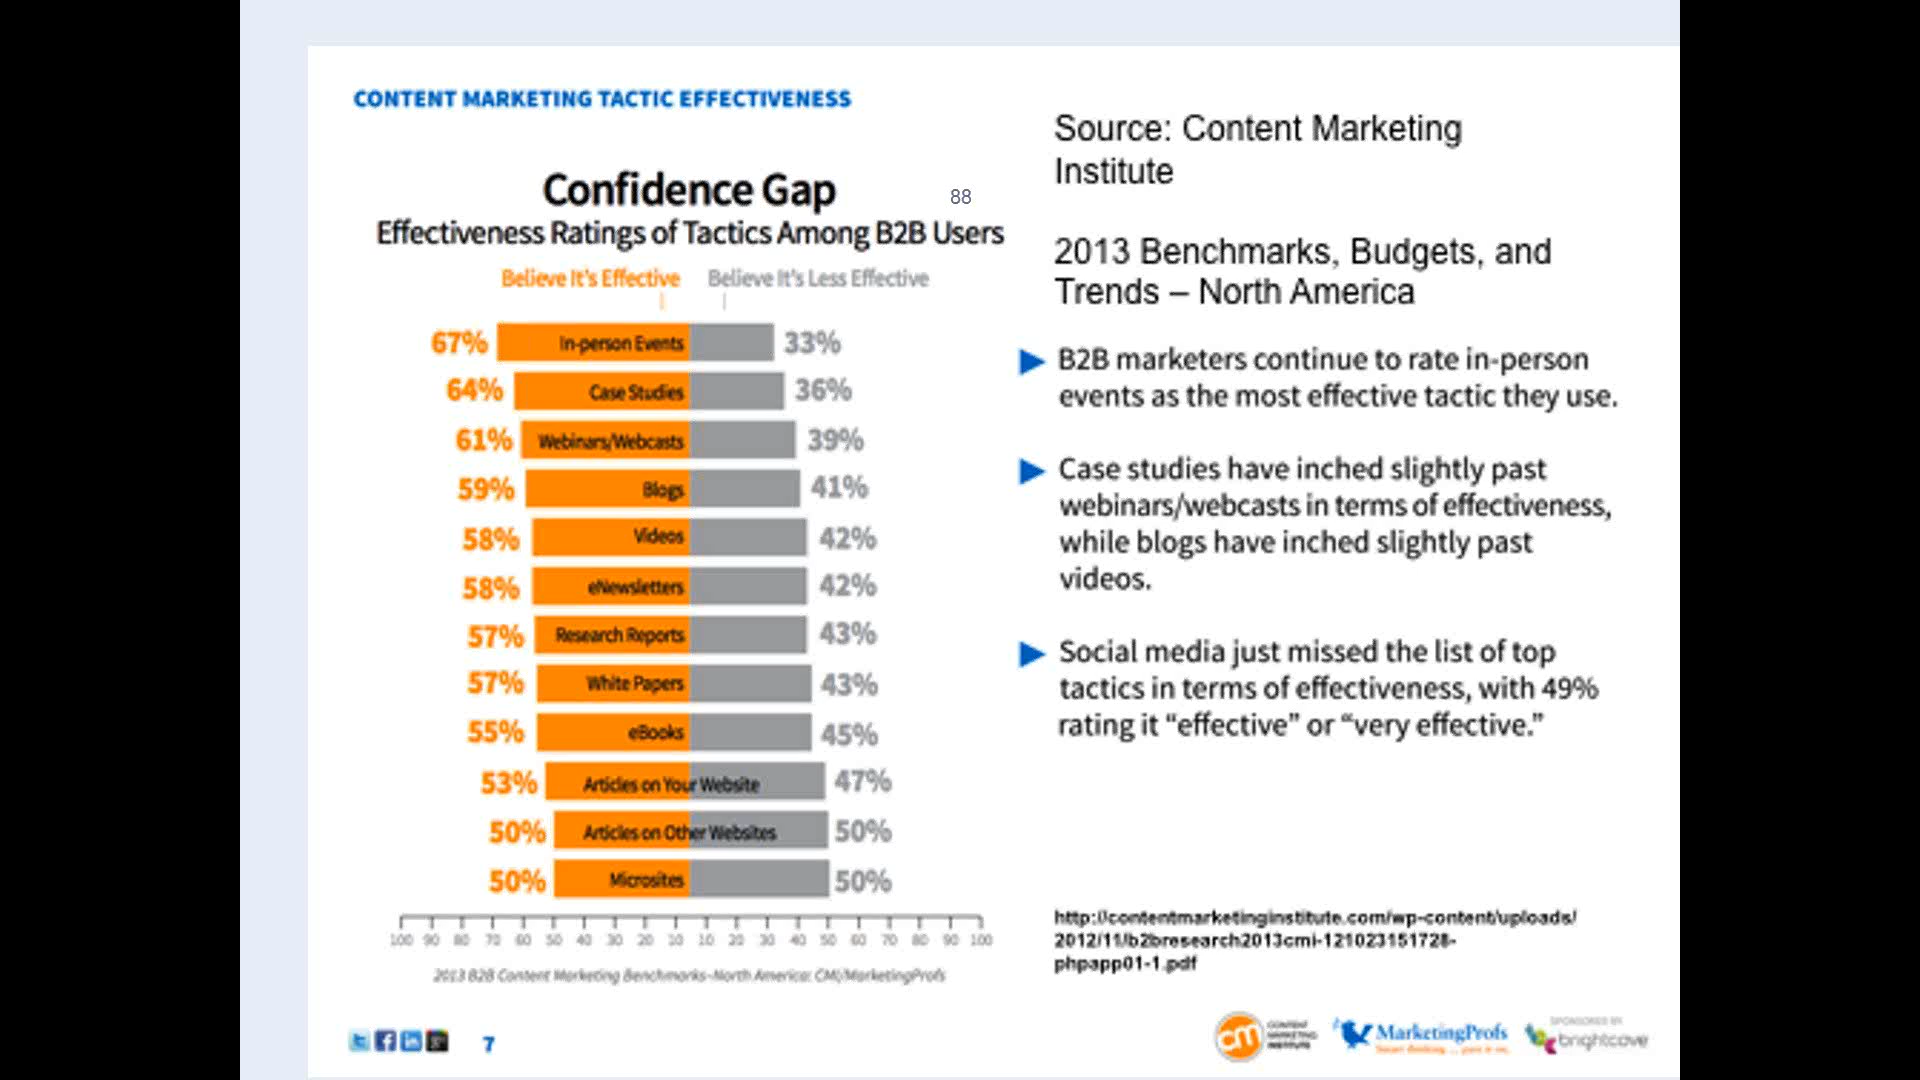 CONTENT MARKETING TACTIC EFFECTIVENESS
Confidence Gap
88
Effectiveness Ratings of Tactics Among B2B Users
Believe It's Effective Believe It's Less Effective
67% In-person Events 33%
64% Case Studies 36%
61% Webinars/Webcasts 39%
59% Blogs 41%
58% Videos 42%
58% eNewsletters 42%
57% Research Reports 43%
57% White Papers 43%
55% eBooks 45%
53% Articles on Your Website 47%
50% Articles on Other Websites 50%
50% Microsites 50%
100 90 80 70 60 50 40 30 20 10 10 20 30 40 50 60 70 80 90 100
2013 B2B Content Marketing Benchmarks–North America: CMI/MarketingProfs
Source: Content Marketing
Institute
2013 Benchmarks, Budgets, and
Trends – North America
B2B marketers continue to rate in-person
events as the most effective tactic they use.
Case studies have inched slightly past
webinars/webcasts in terms of effectiveness,
while blogs have inched slightly past
videos.
Social media just missed the list of top
tactics in terms of effectiveness, with 49%
rating it “effective” or “very effective.”
http://contentmarketinginstitute.com/wp-content/uploads/
2012/11/b2bresearch2013cmi-121023151728-
phpapp01-1.pdf
7
cm
CONTENT
MARKETING
INSTITUTE
MarketingProfs
SPONSORED BY
brightcove